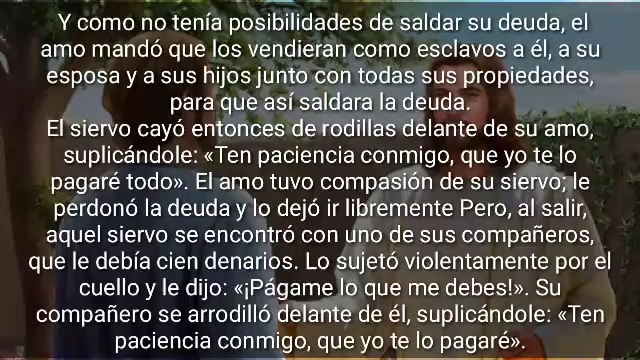 Y como no tenía posibilidades de saldar su deuda, el
amo mandó que los vendieran como esclavos a él, a su
esposa y a sus hijos junto con todas sus propiedades,
para que así saldara la deuda.
El siervo cayó entonces de rodillas delante de su amo,
suplicándole: «Ten paciencia conmigo, que yo te lo
pagaré todo». El amo tuvo compasión de su siervo; le
perdonó la deuda y lo dejó ir libremente Pero, al salir,
aquel siervo se encontró con uno de sus compañeros,
que le debía cien denarios. Lo sujetó violentamente por el
cuello y le dijo: «¡Págame lo que me debes!». Su
compañero se arrodilló delante de él, suplicándole: «Ten
paciencia conmigo, que yo te lo pagaré».